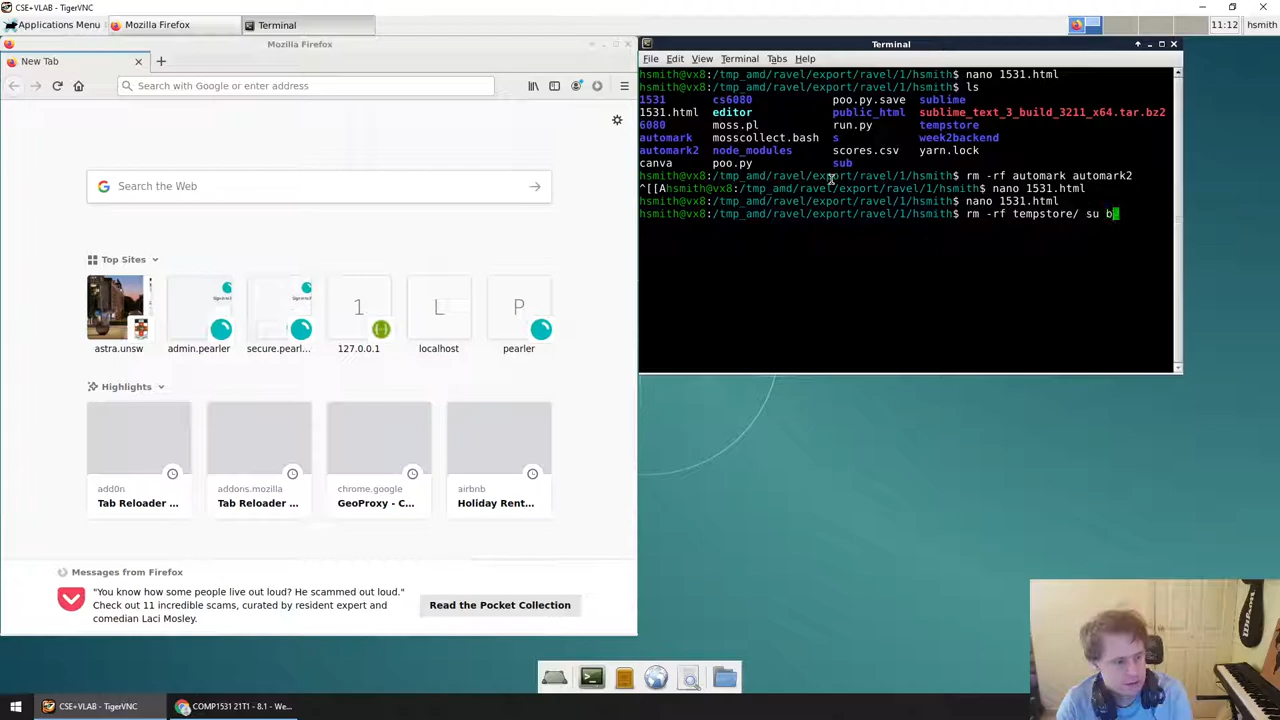 CSE+VLAB - TigerVNC
Applications Menu
Mozilla Firefox
Terminal
11:12
hsmith
Mozilla Firefox
New Tab
Search with Google or enter address
Search the Web
Top Sites
astra.unsw
admin.pearler
secure.pearl...
1
127.0.0.1
L
localhost
P
pearler
Highlights
add0n
Tab Reloader ...
addons.mozilla
Tab Reloader ...
chrome.google
GeoProxy - C...
airbnb
Holiday Rent...
Messages from Firefox
"You know how some people live out loud? He scammed out loud."
Check out 11 incredible scams, curated by resident expert and
comedian Laci Mosley.
Read the Pocket Collection
Terminal
File Edit View Terminal Tabs Help
hsmith@vx8:/tmp_amd/ravel/export/ravel/1/hsmith$ nano 1531.html
hsmith@vx8:/tmp_amd/ravel/export/ravel/1/hsmith$ ls
1531 cs6080 poo.py.save sublime
1531.html editor public_html sublime_text_3_build_3211_x64.tar.bz2
6080 moss.pl run.py tempstore
automark mosscollect.bash s week2backend
automark2 node_modules scores.csv yarn.lock
canva poo.py sub
hsmith@vx8:/tmp_amd/ravel/export/ravel/1/hsmith$ rm -rf automark automark2
^[[Ahsmith@vx8:/tmp_amd/ravel/export/ravel/1/hsmith$ nano 1531.html
hsmith@vx8:/tmp_amd/ravel/export/ravel/1/hsmith$ nano 1531.html
hsmith@vx8:/tmp_amd/ravel/export/ravel/1/hsmith$ rm -rf tempstore/ su b
CSE+VLAB - TigerVNC
COMP1531 21T1 - 8.1 - We...